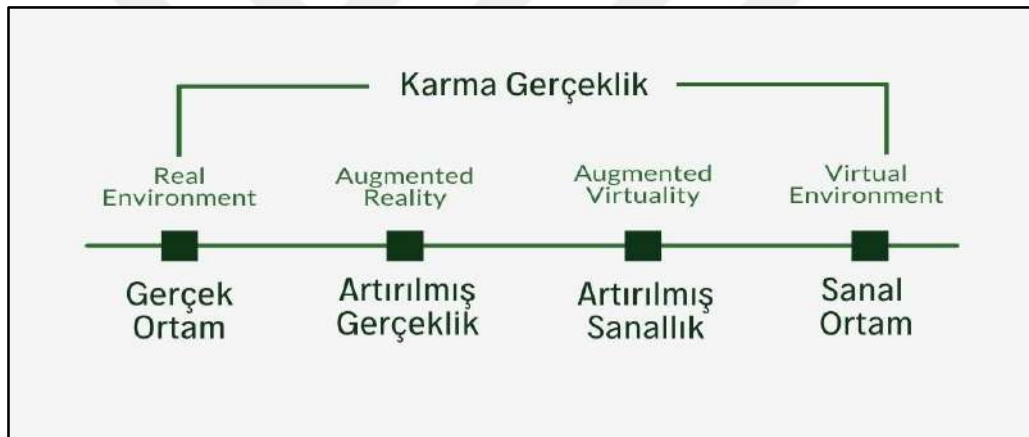 Karma Gerçeklik
Real
Environment
Augmented
Reality
Augmented
Virtuality
Virtual
Environment
Gerçek
Ortam
Artırılmış
Gerçeklik
Artırılmış
Sanallık
Sanal
Ortam